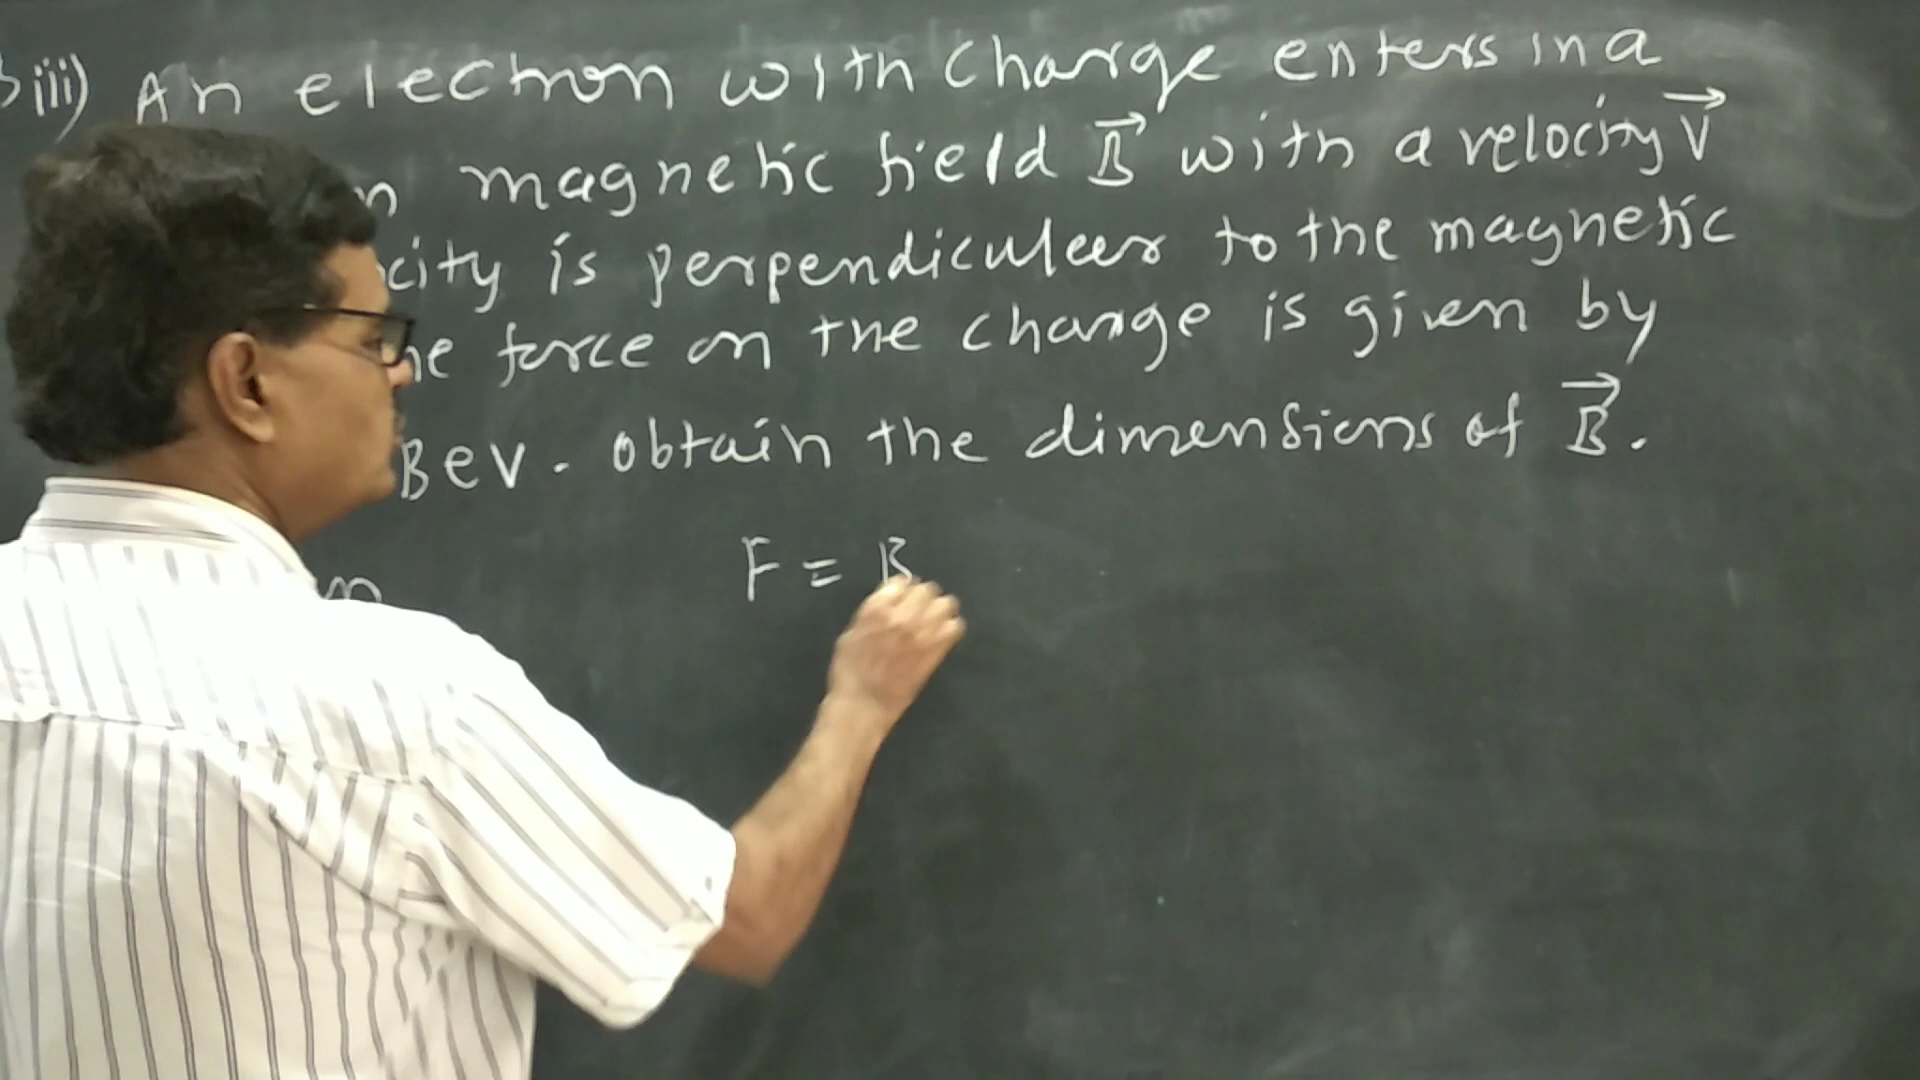 iii) An electron with charge enters in a
n magnetic field B⃗ with a velocity V⃗
city is perpendiculeer to the magnetic
he force on the charge is given by
Bev. obtain the dimensions of B⃗.
F = B
n